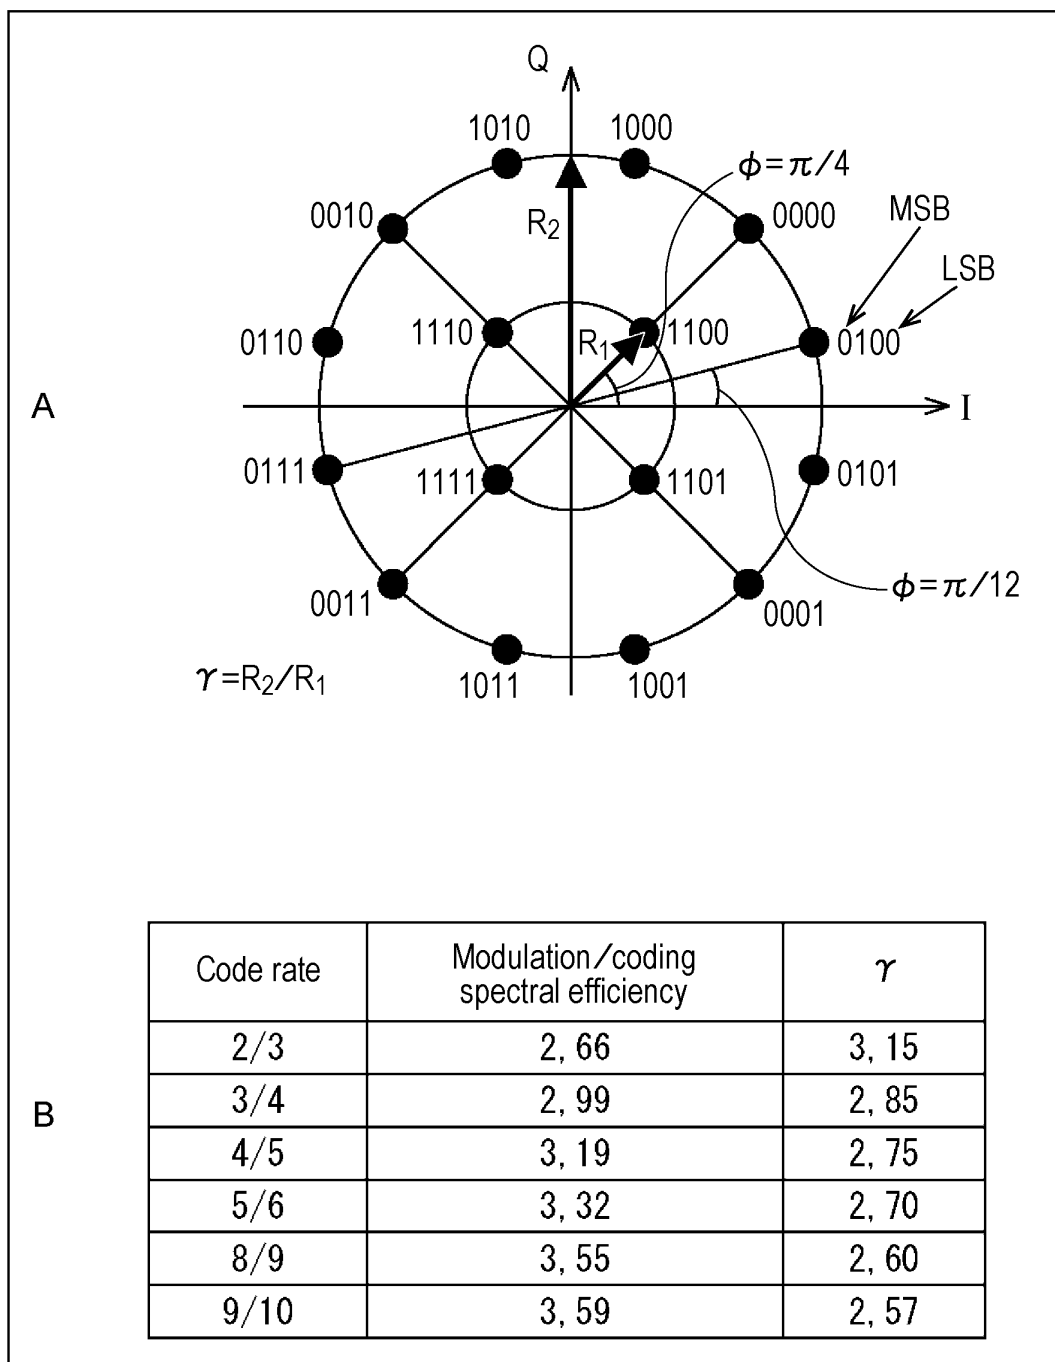 Q
1010 1000
ϕ=π/4
0010 R₂ 0000 MSB
LSB
0110 1110 R₁ 1100 0100
A I
0111 1111 1101 0101
ϕ=π/12
0011 0001
γ=R₂/R₁ 1011 1001
B
Code rate Modulation/coding spectral efficiency γ
2/3 2, 66 3, 15
3/4 2, 99 2, 85
4/5 3, 19 2, 75
5/6 3, 32 2, 70
8/9 3, 55 2, 60
9/10 3, 59 2, 57